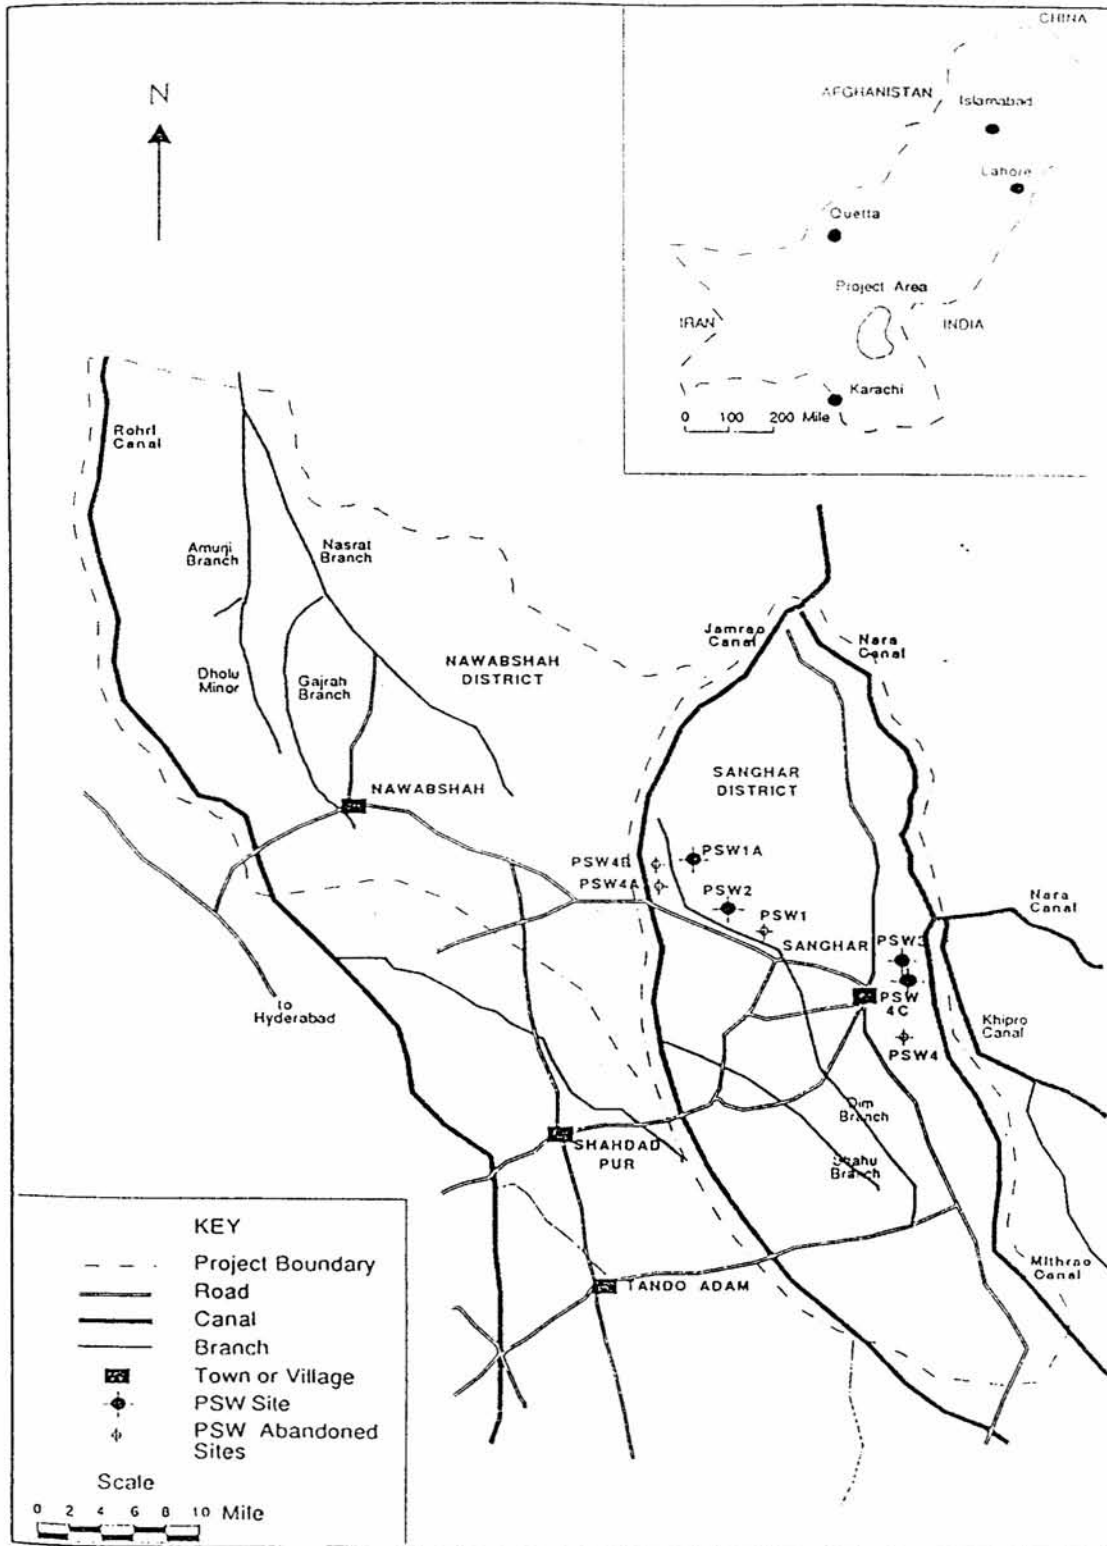 CHINA
N
AFGHANISTAN
Islamabad
Lahore
Quetta
Project Area
IRAN
INDIA
Karachi
0 100 200 Mile
Rohri
Canal
Amurji
Branch
Nasrat
Branch
Jamrao
Canal
Nara
Canal
Dholu
Minor
Gajrah
Branch
NAWABSHAH
DISTRICT
SANGHAR
DISTRICT
NAWABSHAH
PSW4B
PSW4A
PSW1A
PSW2
PSW1
SANGHAR
PSW3
Nara
Canal
to
Hyderabad
PSW
4C
PSW4
Khipro
Canal
Dim
Branch
Shahu
Branch
SHAHDAD
PUR
Mithrao
Canal
TANDO ADAM
KEY
Project Boundary
Road
Canal
Branch
Town or Village
PSW Site
PSW Abandoned
Sites
Scale
0 2 4 6 8 10 Mile